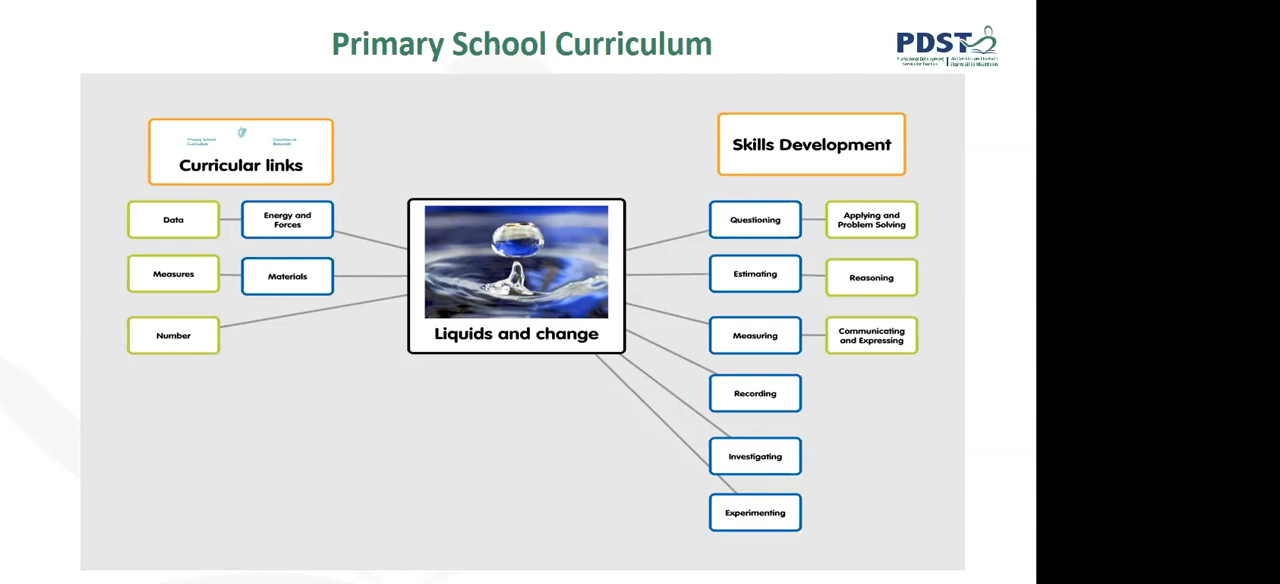 Primary School Curriculum
PDST
Curricular links
Data
Energy and
Forces
Measures
Materials
Number
Liquids and change
Skills Development
Questioning
Applying and
Problem Solving
Estimating
Reasoning
Measuring
Communicating
and Expressing
Recording
Investigating
Experimenting